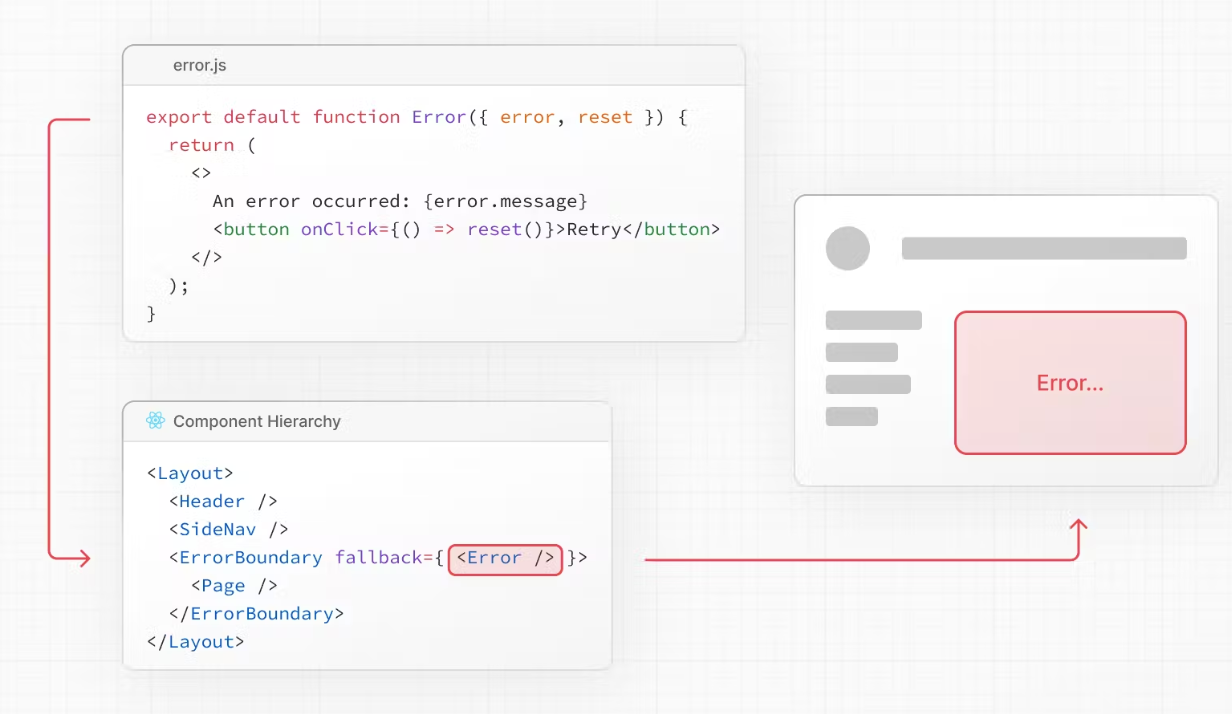 error.js
export default function Error({ error, reset }) {
  return (
    <>
      An error occurred: {error.message}
      <button onClick={() => reset()}>Retry</button>
    </>
  );
}
Component Hierarchy
<Layout>
  <Header />
  <SideNav />
  <ErrorBoundary fallback={ <Error /> }>
    <Page />
  </ErrorBoundary>
</Layout>
Error...